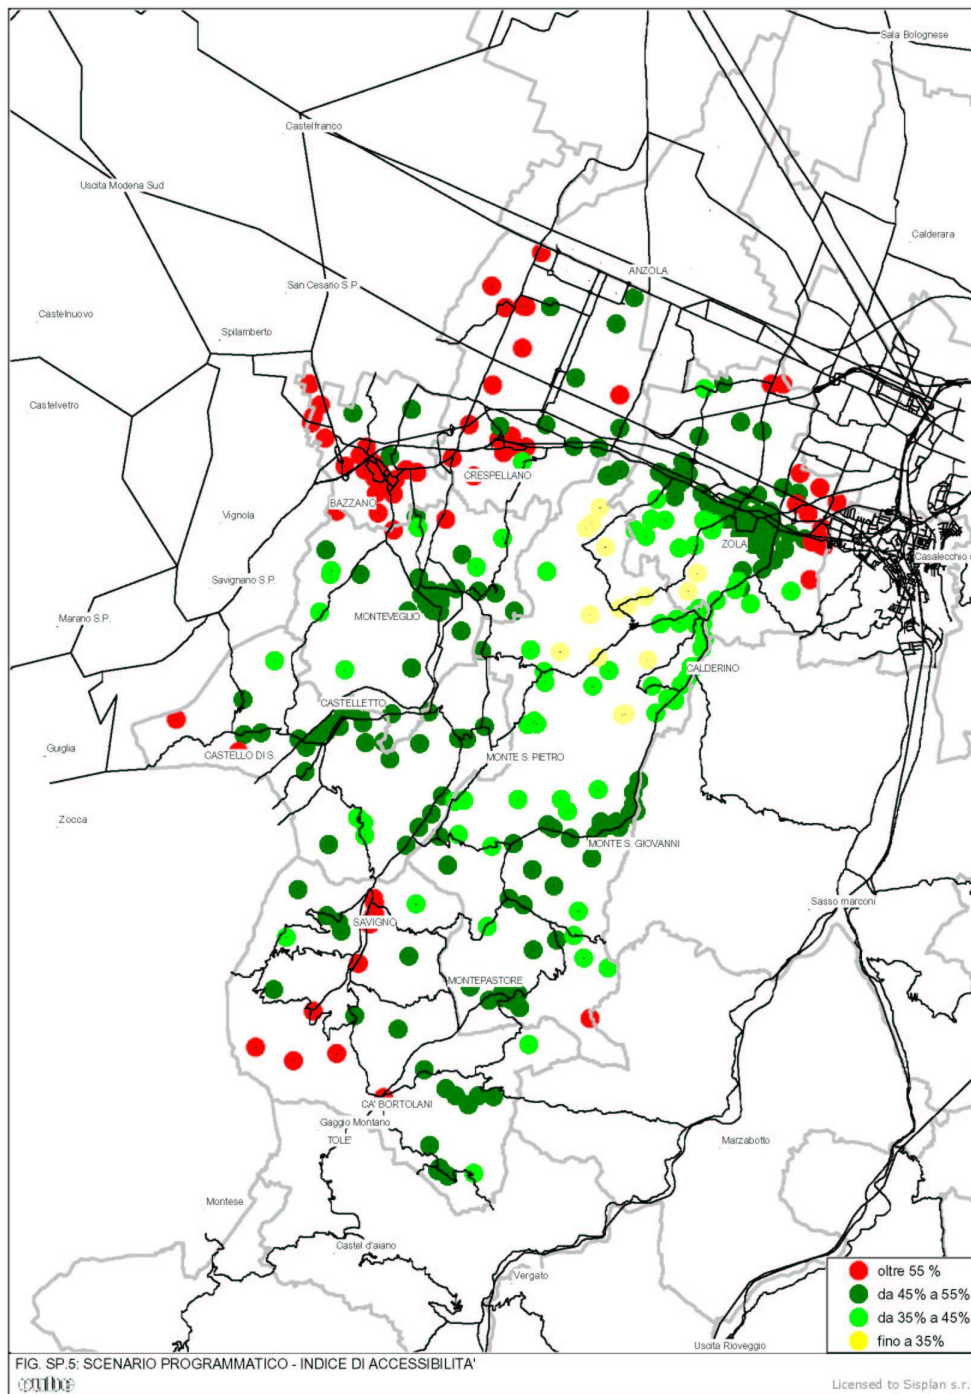 Sala Bolognese
Castelfranco
Uscita Modena Sud
Calderara
ANZOLA
San Cesario S.P.
Castelnuovo
Spilamberto
Castelvetro
CRESPELLANO
BAZZANO
Vignola
ZOLA
Casalecchio
Savignano S.P.
MONTEVEGLIO
Marano S.P.
CALDERINO
CASTELLETTO
Guiglia
CASTELLO DI S.
MONTE S. PIETRO
Zocca
MONTE S. GIOVANNI
Sasso marconi
SAVIGNO
MONTEPASTORE
CA' BORTOLANI
Gaggio Montano
TOLE'
Marzabotto
Montese
Castel d'aiano
Vergato
Uscita Rioveggio
oltre 55 %
da 45% a 55%
da 35% a 45%
fino a 35%
FIG. SP.5: SCENARIO PROGRAMMATICO - INDICE DI ACCESSIBILITA'
Licensed to Sisplan s.r.